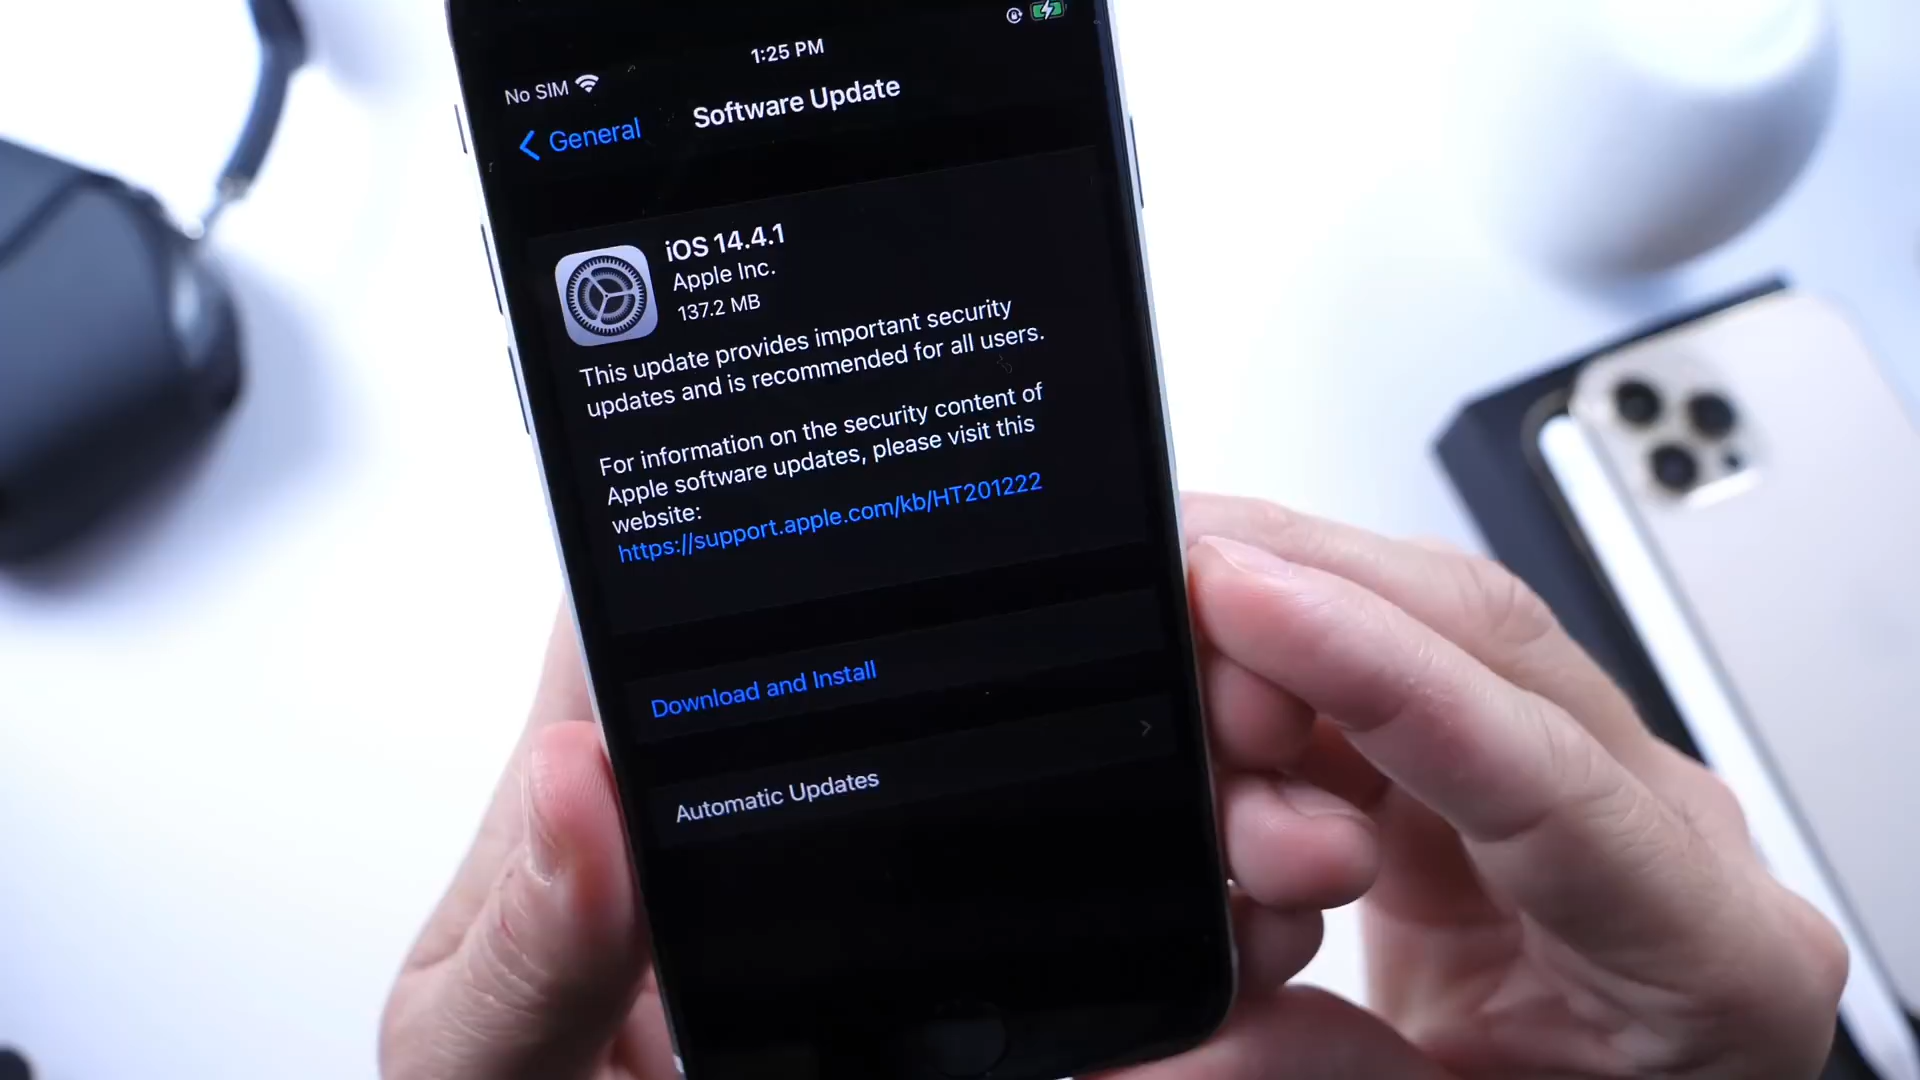 1:25 PM
No SIM
General
Software Update
iOS 14.4.1
Apple Inc.
137.2 MB
This update provides important security
updates and is recommended for all users.
For information on the security content of
Apple software updates, please visit this
website:
https://support.apple.com/kb/HT201222
Download and Install
Automatic Updates